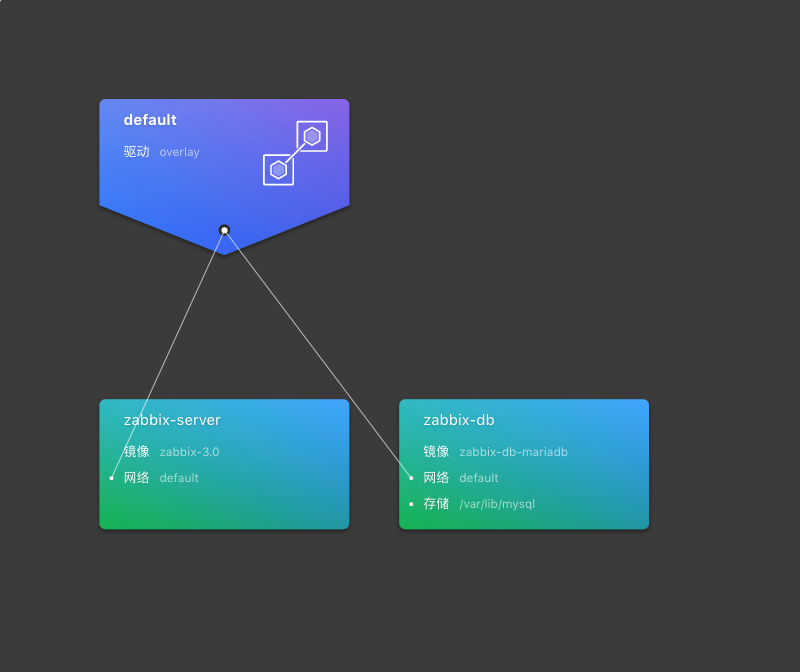 default
驱动 overlay
zabbix-server
镜像 zabbix-3.0
网络 default
zabbix-db
镜像 zabbix-db-mariadb
网络 default
存储 /var/lib/mysql